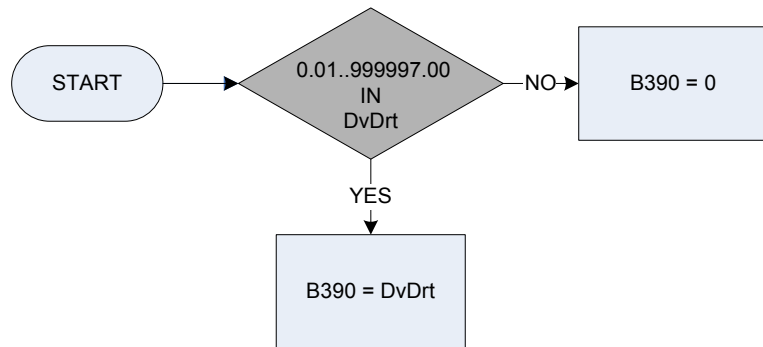 START
0.01..999997.00
IN
DvDrt
NO
B390 = 0
YES
B390 = DvDrt